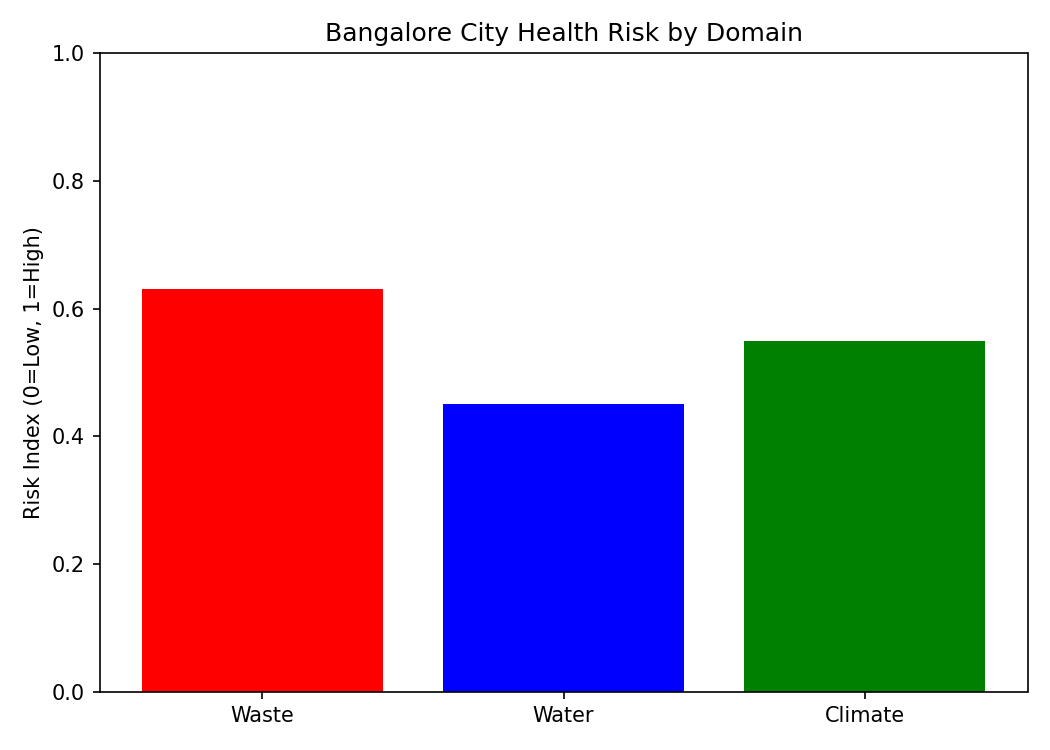 Bangalore City Health Risk by Domain
Risk Index (0=Low, 1=High)
1.0
0.8
0.6
0.4
0.2
0.0
Waste Water Climate